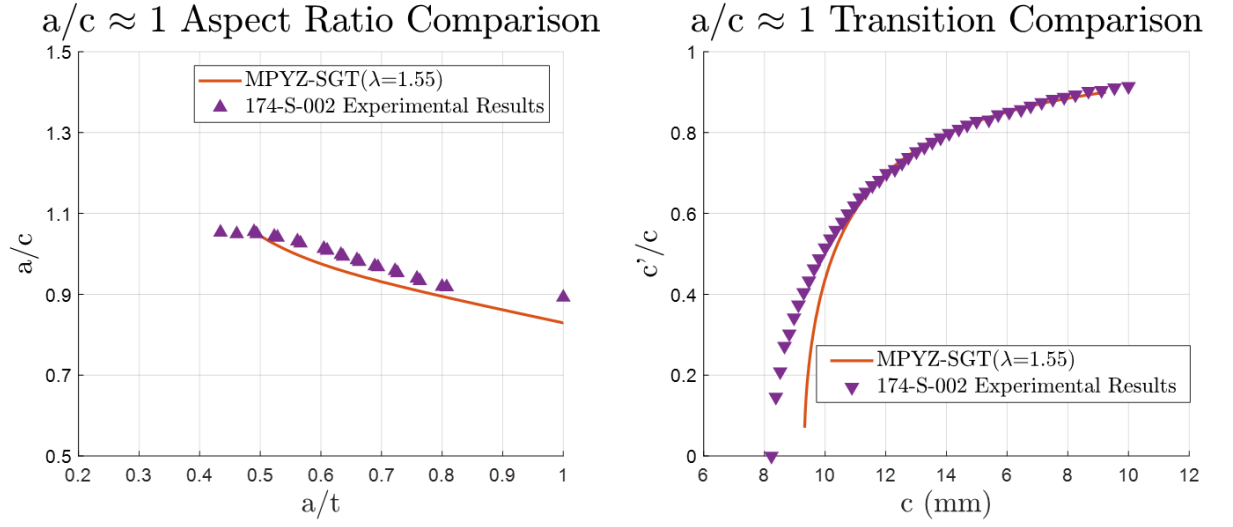 a/c ≈ 1 Aspect Ratio Comparison
1.5
1.3
1.1
0.9
0.7
0.5
a/c
MPYZ-SGT(λ=1.55)
174-S-002 Experimental Results
0.2 0.3 0.4 0.5 0.6 0.7 0.8 0.9 1
a/t
a/c ≈ 1 Transition Comparison
1
0.8
0.6
0.4
0.2
0
c'/c
MPYZ-SGT(λ=1.55)
174-S-002 Experimental Results
6 8 10 12 14 6 8 10 12
c (mm)